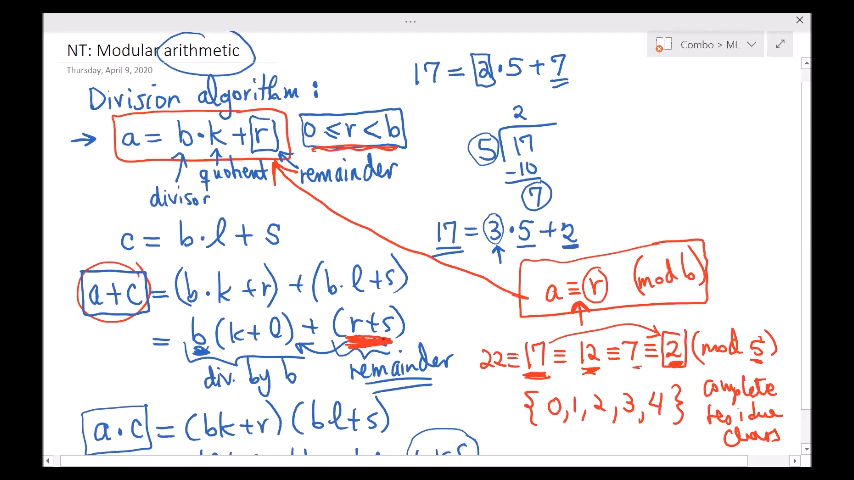 NT: Modular arithmetic
Thursday, April 9, 2020
Combo > ML
Division algorithm:
→ a = b·k + r 0 ≤ r < b
divisor quotient remainder
c = b·l + s
a+c = (b·k+r) + (b·l+s)
= b(k+l) + (r+s)
div. by b remainder
a·c = (bk+r)(bl+s)
17 = 2·5 + 7
2
5 17
-10
7
17 = 3·5 + 2
a ≡ r (mod b)
22 ≡ 17 ≡ 12 ≡ 7 ≡ 2 (mod 5)
{0,1,2,3,4} complete
residue
class